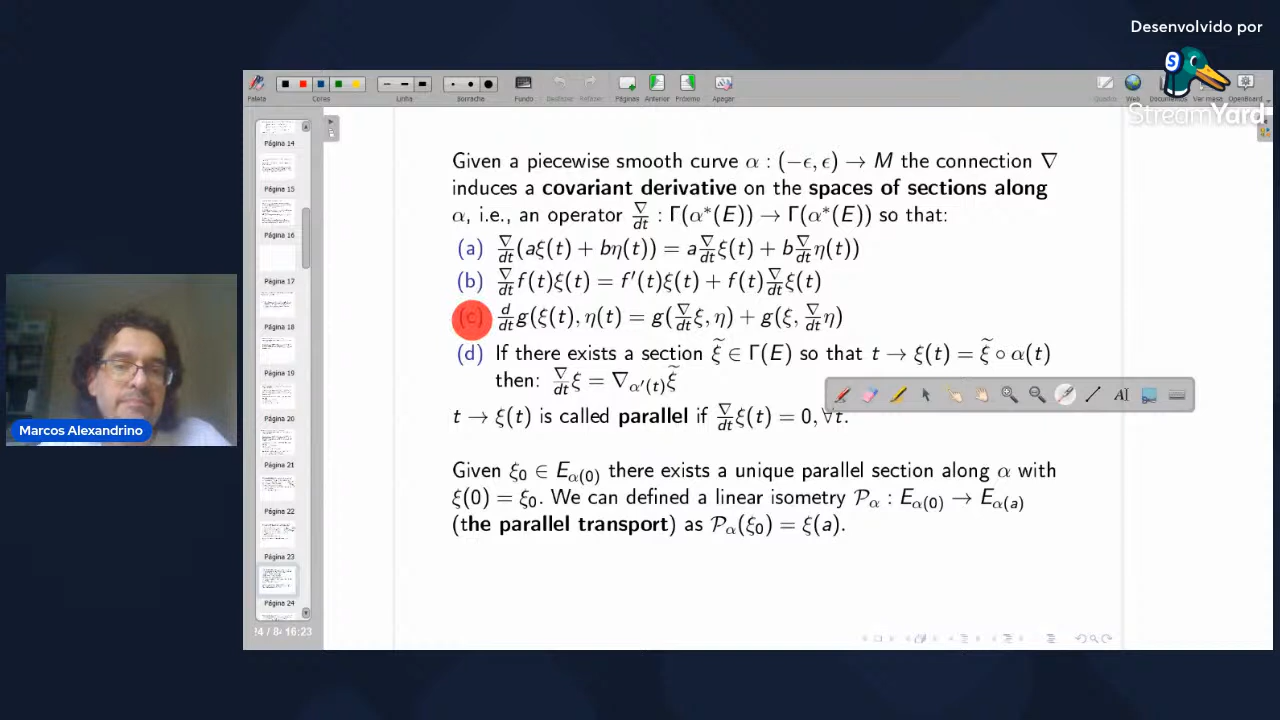 Desenvolvido por
StreamYard
Paleta
Cores
Linha
Borracha
Fundo
Desfazer
Refazer
Páginas
Anterior
Próximo
Apagar
Quadro
Web
Documentos
Ver mesa
OpenBoard
Página 14
Página 15
Página 16
Página 17
Página 18
Página 19
Página 20
Página 21
Página 22
Página 23
Página 24
24 / 8
16:23
Marcos Alexandrino
Given a piecewise smooth curve α : (−ϵ, ϵ) → M the connection ∇
induces a covariant derivative on the spaces of sections along
α, i.e., an operator ∇/dt : Γ(α*(E)) → Γ(α*(E)) so that:
(a) ∇/dt(aξ(t) + bη(t)) = a∇/dt ξ(t) + b∇/dt η(t))
(b) ∇/dt f(t)ξ(t) = f′(t)ξ(t) + f(t)∇/dt ξ(t)
(c) d/dt g(ξ(t), η(t) = g(∇/dt ξ, η) + g(ξ, ∇/dt η)
(d) If there exists a section ξ̃ ∈ Γ(E) so that t → ξ(t) = ξ̃ ∘ α(t)
then: ∇/dt ξ = ∇α′(t) ξ̃
t → ξ(t) is called parallel if ∇/dt ξ(t) = 0, ∀t.
Given ξ0 ∈ Eα(0) there exists a unique parallel section along α with
ξ(0) = ξ0. We can defined a linear isometry Pα : Eα(0) → Eα(a)
(the parallel transport) as Pα(ξ0) = ξ(a).